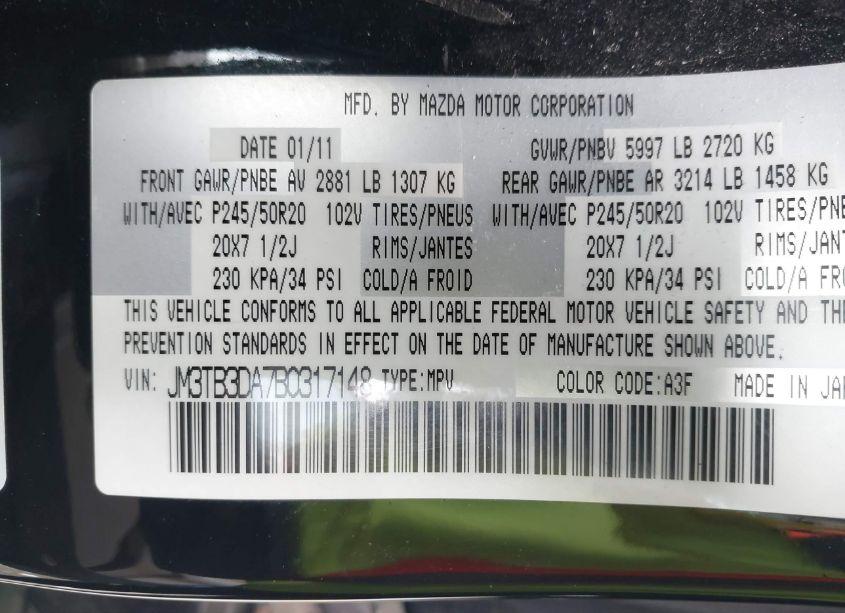 MFD. BY MAZDA MOTOR CORPORATION
DATE 01/11 GVWR/PNBV 5997 LB 2720 KG
FRONT GAWR/PNBE AV 2881 LB 1307 KG REAR GAWR/PNBE AR 3214 LB 1458 KG
WITH/AVEC P245/50R20 102V TIRES/PNEUS WITH/AVEC P245/50R20 102V TIRES/PNE
20X7 1/2J RIMS/JANTES 20X7 1/2J RIMS/JANT
230 KPA/34 PSI COLD/A FROID 230 KPA/34 PSI COLD/A FRO
THIS VEHICLE CONFORMS TO ALL APPLICABLE FEDERAL MOTOR VEHICLE SAFETY AND THE
PREVENTION STANDARDS IN EFFECT ON THE DATE OF MANUFACTURE SHOWN ABOVE.
VIN: JM3TB3DA7B0317148 TYPE:MPV COLOR CODE:A3F MADE IN JAP